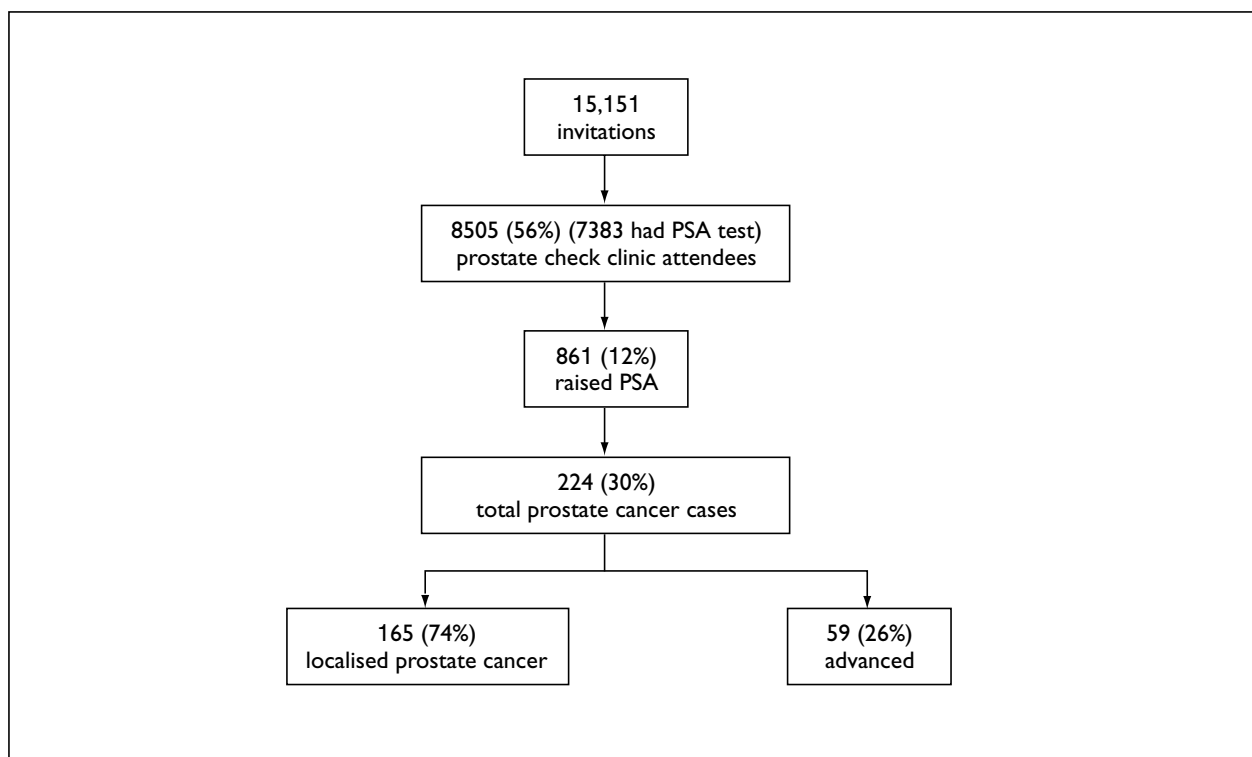 15,151
invitations
8505 (56%) (7383 had PSA test)
prostate check clinic attendees
861 (12%)
raised PSA
224 (30%)
total prostate cancer cases
165 (74%)
localised prostate cancer
59 (26%)
advanced